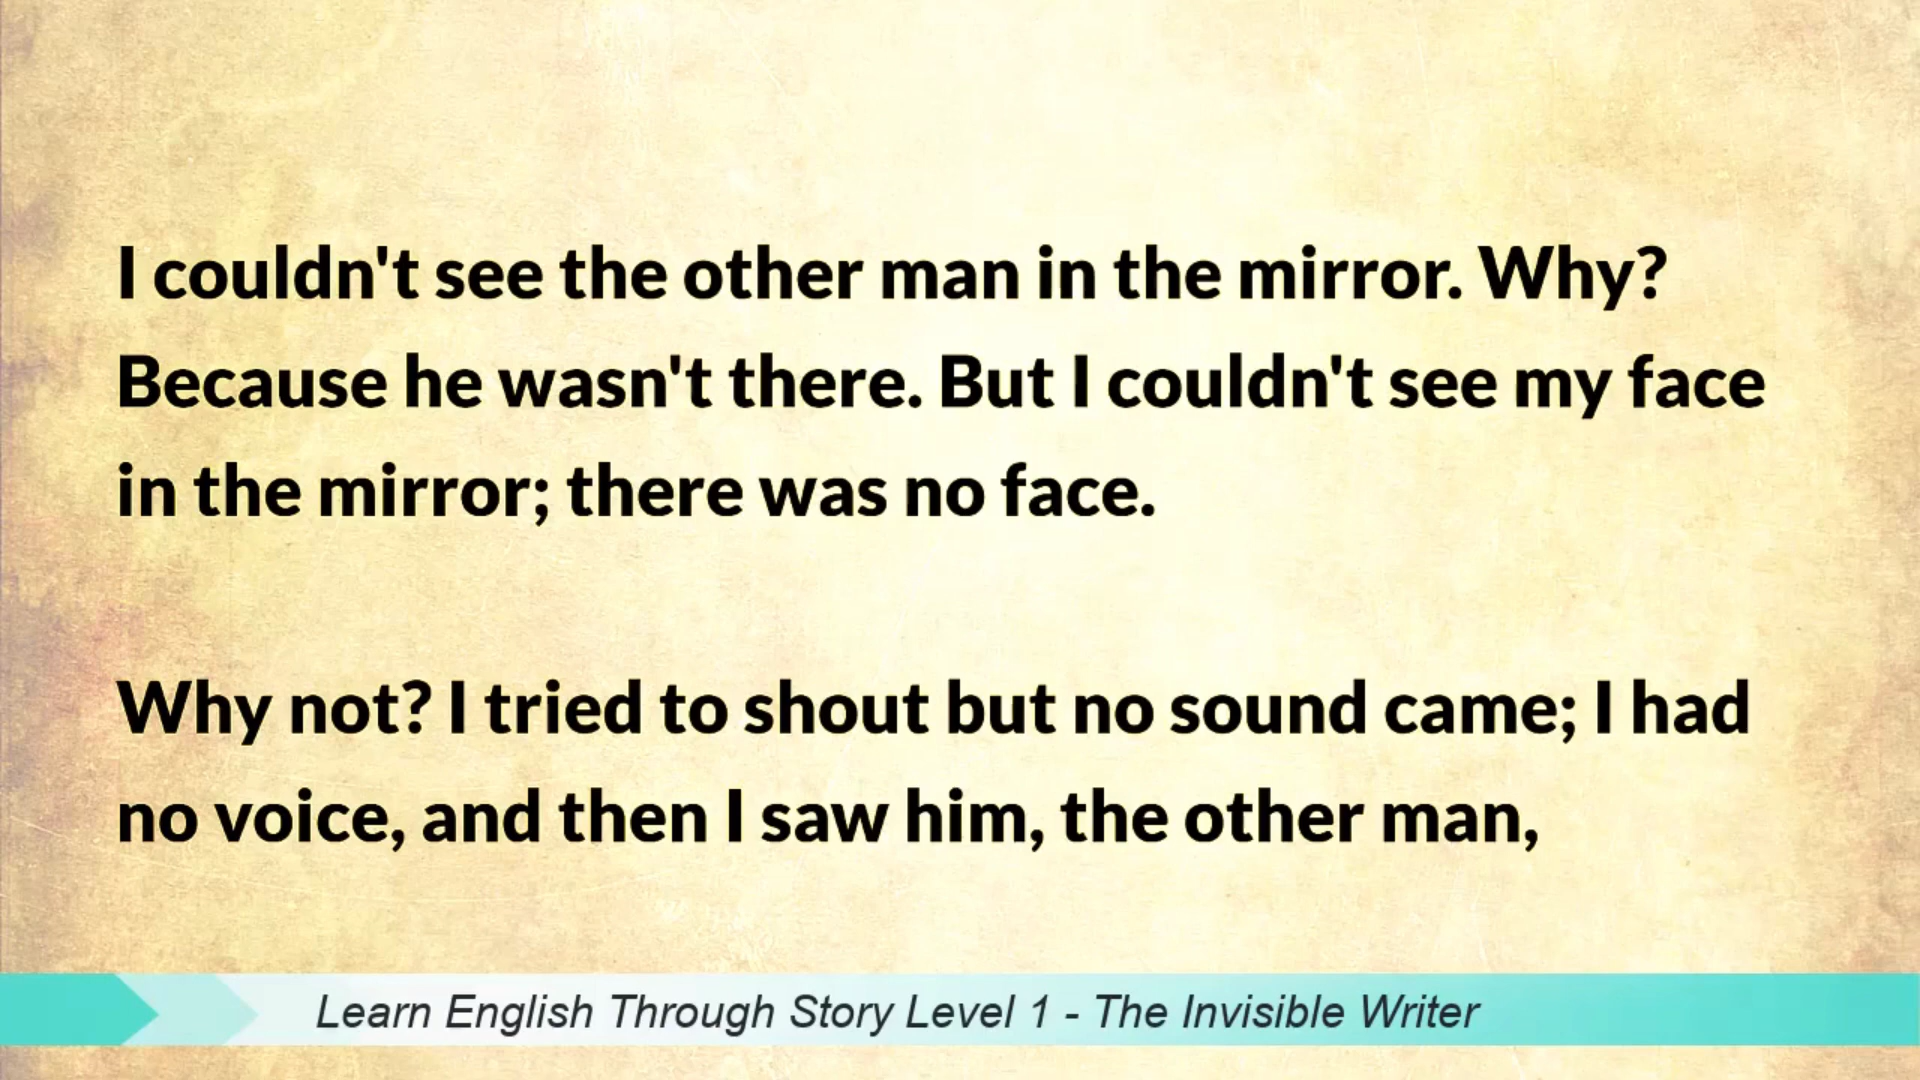 I couldn't see the other man in the mirror. Why?
Because he wasn't there. But I couldn't see my face
in the mirror; there was no face.
Why not? I tried to shout but no sound came; I had
no voice, and then I saw him, the other man,
Learn English Through Story Level 1 - The Invisible Writer